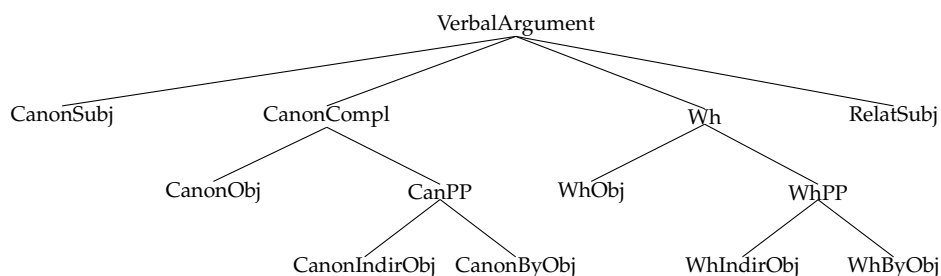 VerbalArgument
CanonSubj CanonCompl Wh RelatSubj
CanonObj CanPP WhObj WhPP
CanonIndirObj CanonByObj WhIndirObj WhByObj